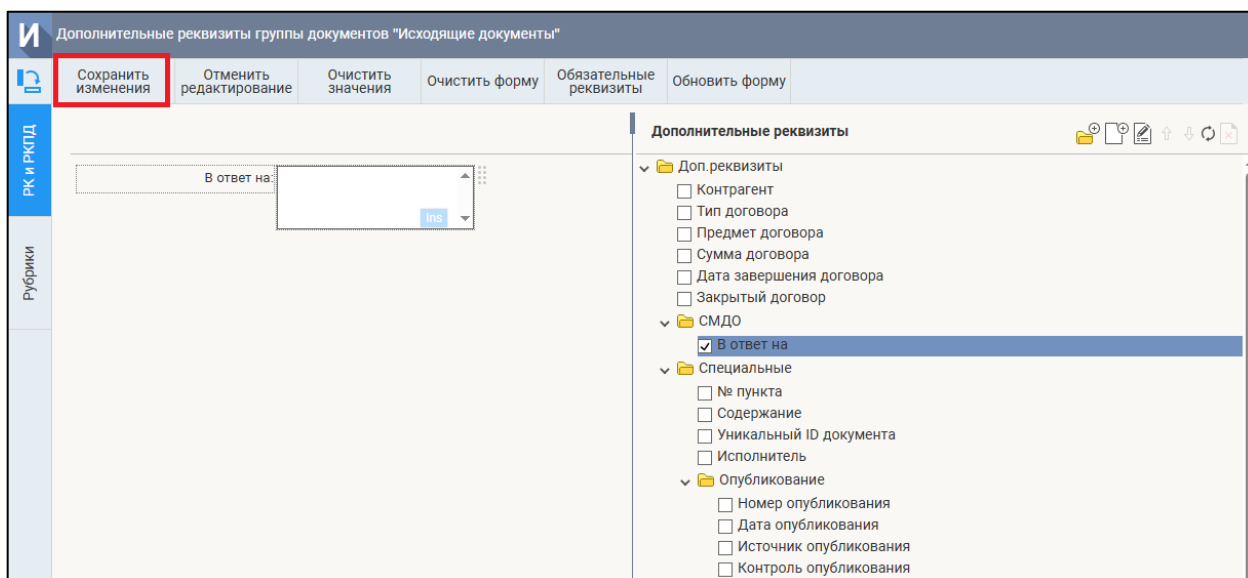 И
Дополнительные реквизиты группы документов "Исходящие документы"
Сохранить
изменения
Отменить
редактирование
Очистить
значения
Очистить форму
Обязательные
реквизиты
Обновить форму
РК и РКПД
Рубрики
В ответ на:
Ins
Дополнительные реквизиты
Доп.реквизиты
Контрагент
Тип договора
Предмет договора
Сумма договора
Дата завершения договора
Закрытый договор
СМДО
В ответ на
Специальные
№ пункта
Содержание
Уникальный ID документа
Исполнитель
Опубликование
Номер опубликования
Дата опубликования
Источник опубликования
Контроль опубликования